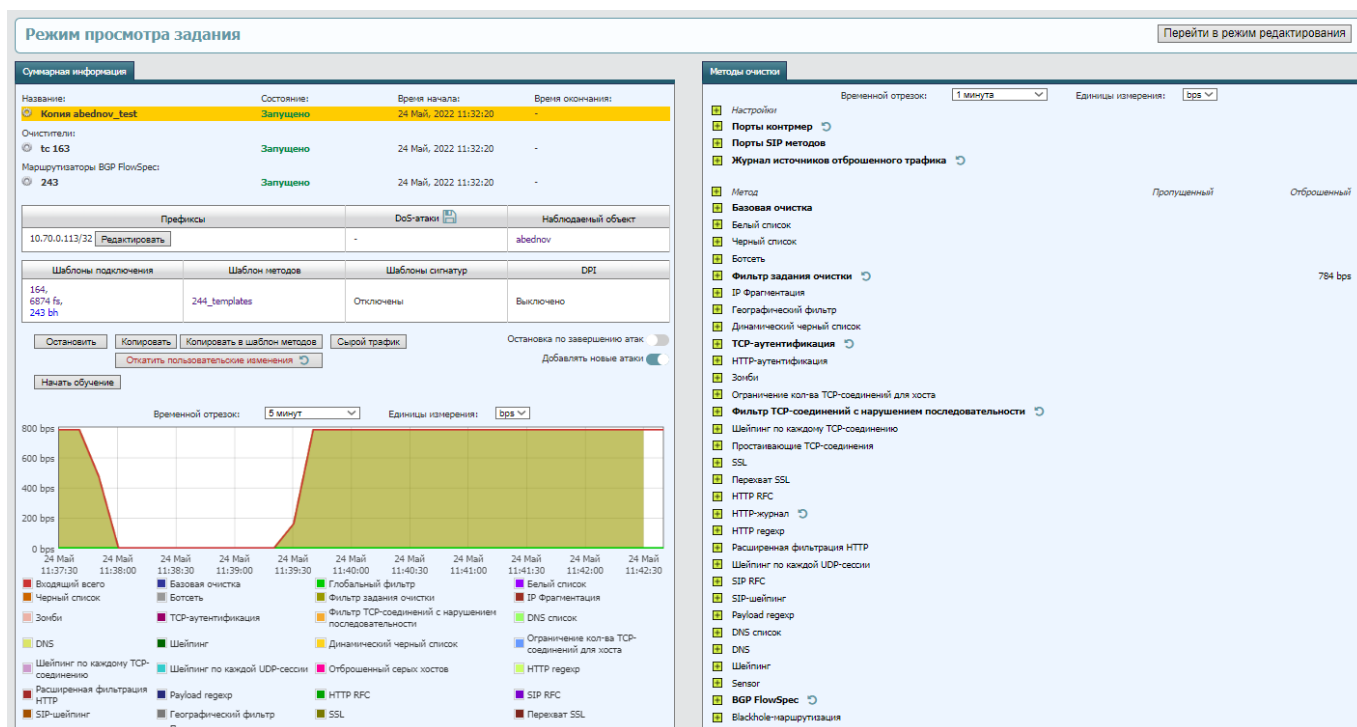 Режим просмотра задания
Перейти в режим редактирования
Суммарная информация
Название: Состояние: Время начала: Время окончания:
Копия abednov_test Запущено 24 Май, 2022 11:32:20 -
Очистители:
tc 163 Запущено 24 Май, 2022 11:32:20 -
Маршрутизаторы BGP FlowSpec:
243 Запущено 24 Май, 2022 11:32:20 -
Префиксы DoS-атаки Наблюдаемый объект
10.70.0.113/32 Редактировать - abednov
Шаблоны подключения Шаблон методов Шаблоны сигнатур DPI
164,
6874 fs,
243 bh
244_templates Отключены Выключено
Остановить Копировать Копировать в шаблон методов Сырой трафик Остановка по завершению атак
Откатить пользовательские изменения Добавлять новые атаки
Начать обучение
Временной отрезок: 5 минут Единицы измерения: bps
800 bps
600 bps
400 bps
200 bps
0 bps
24 Май 24 Май 24 Май 24 Май 24 Май 24 Май 24 Май 24 Май 24 Май 24 Май 24 Май
11:37:30 11:38:00 11:38:30 11:39:00 11:39:30 11:40:00 11:40:30 11:41:00 11:41:30 11:42:00 11:42:30
Входящий всего Базовая очистка Глобальный фильтр Белый список
Черный список Ботсеть Фильтр задания очистки IP Фрагментация
Зомби TCP-аутентификация Фильтр TCP-соединений с нарушением последовательности DNS список
DNS Шейпинг Динамический черный список Ограничение кол-ва TCP-соединений для хоста
Шейпинг по каждому TCP-соединению Шейпинг по каждой UDP-сессии Отброшенный серых хостов HTTP regexp
Расширенная фильтрация HTTP Payload regexp HTTP RFC SIP RFC
SIP-шейпинг Географический фильтр SSL Перехват SSL
Методы очистки
Временной отрезок: 1 минута Единицы измерения: bps
Настройки
Порты контрмер
Порты SIP методов
Журнал источников отброшенного трафика
Метод Пропущенный Отброшенный
Базовая очистка
Белый список
Черный список
Ботсеть
Фильтр задания очистки 784 bps
IP Фрагментация
Географический фильтр
Динамический черный список
TCP-аутентификация
HTTP-аутентификация
Зомби
Ограничение кол-ва TCP-соединений для хоста
Фильтр TCP-соединений с нарушением последовательности
Шейпинг по каждому TCP-соединению
Простаивающие TCP-соединения
SSL
Перехват SSL
HTTP RFC
HTTP-журнал
HTTP regexp
Расширенная фильтрация HTTP
Шейпинг по каждой UDP-сессии
SIP RFC
SIP-шейпинг
Payload regexp
DNS список
DNS
Шейпинг
Sensor
BGP FlowSpec
Blackhole-маршрутизация